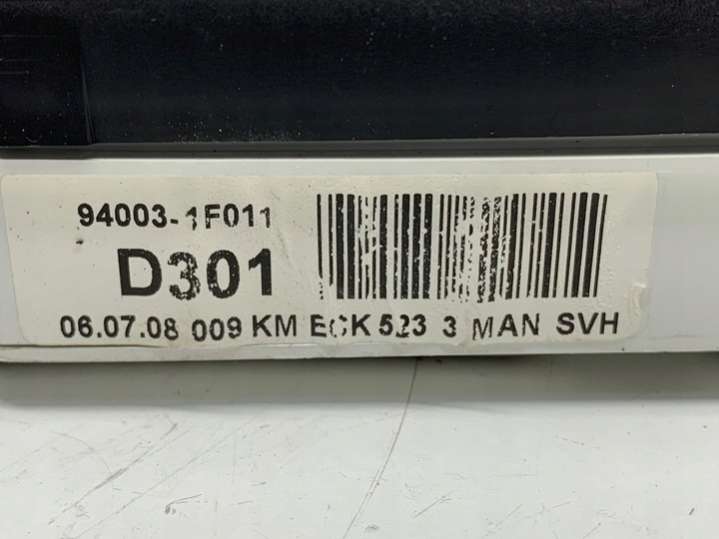 94003-1F011
D301
06.07.08 009 KM ECK 523 3 MAN SVH